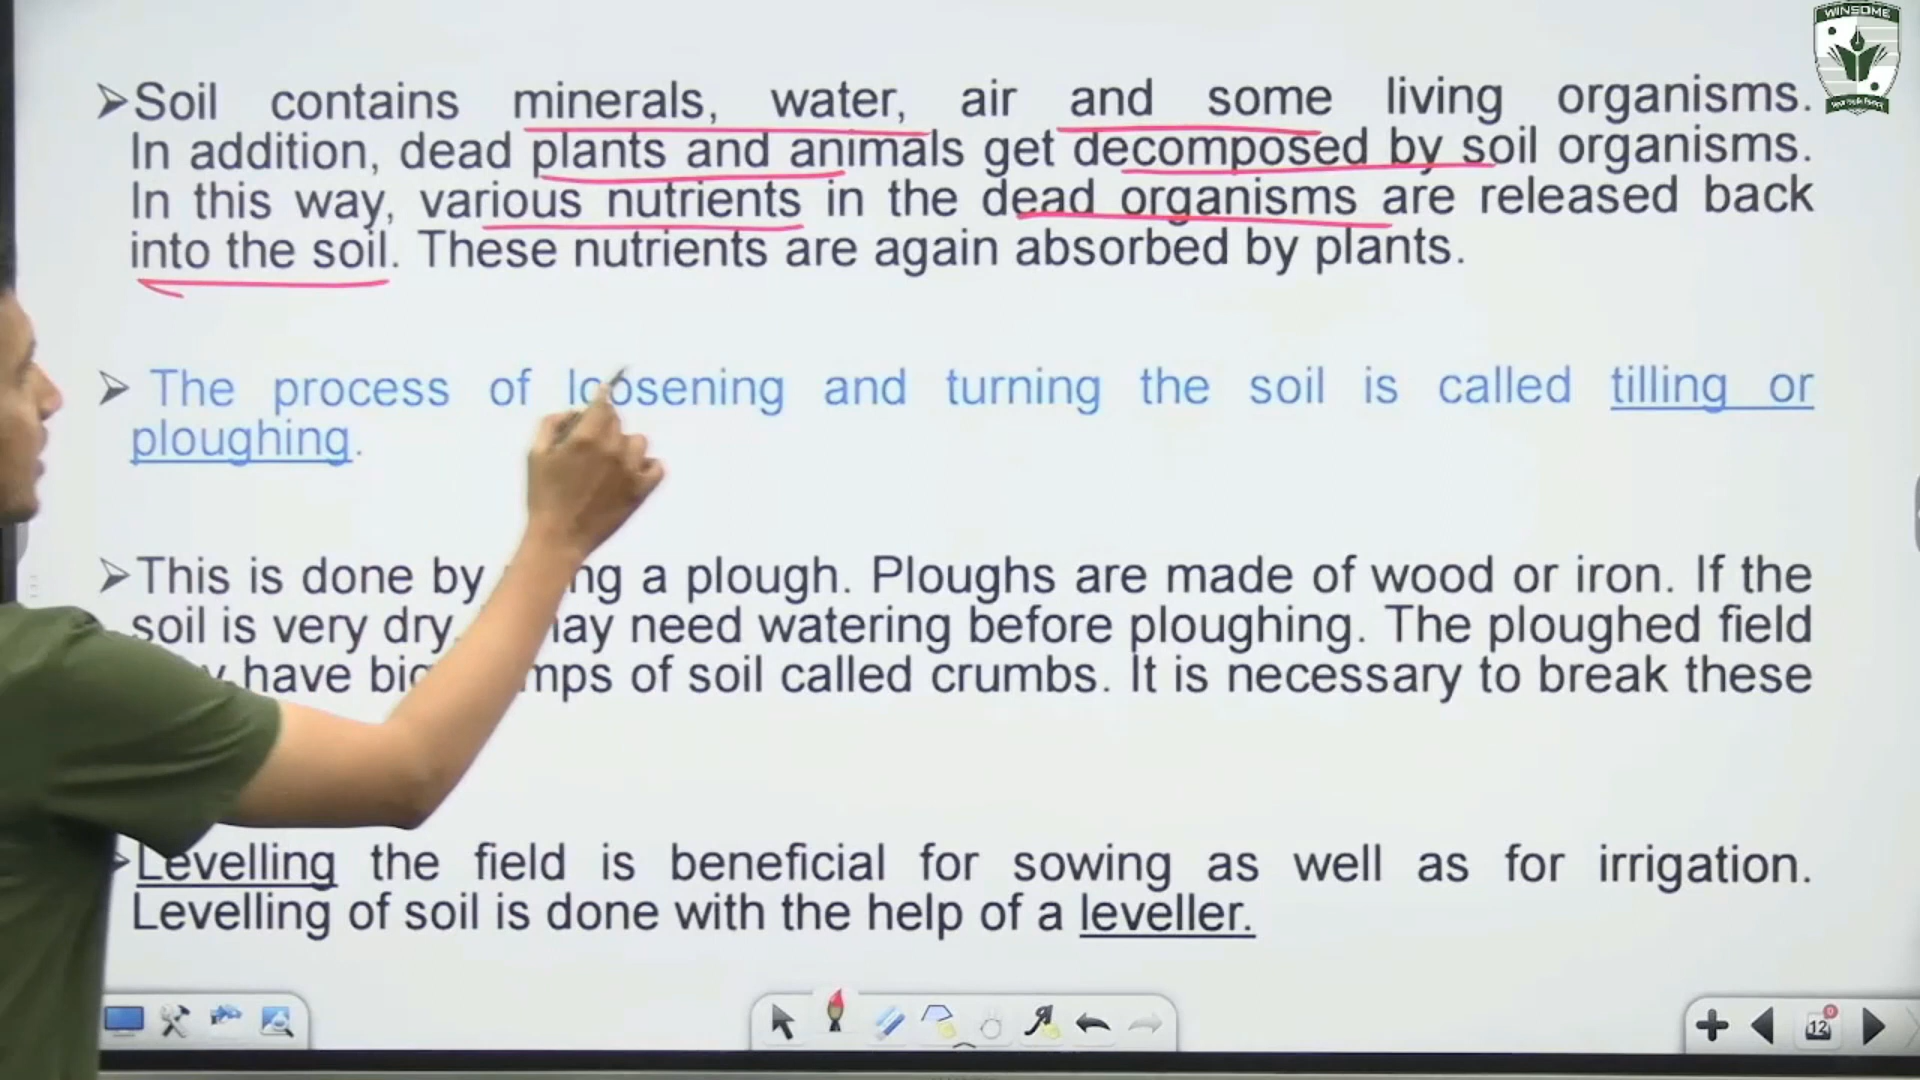 WINSOME
➤Soil contains minerals, water, air and some living organisms.
In addition, dead plants and animals get decomposed by soil organisms.
In this way, various nutrients in the dead organisms are released back
into the soil. These nutrients are again absorbed by plants.
➤ The process of loosening and turning the soil is called tilling or
ploughing.
➤This is done by a plough. Ploughs are made of wood or iron. If the
soil is very dry, may need watering before ploughing. The ploughed field
have big of soil called crumbs. It is necessary to break these
➤Levelling the field is beneficial for sowing as well as for irrigation.
Levelling of soil is done with the help of a leveller.
12